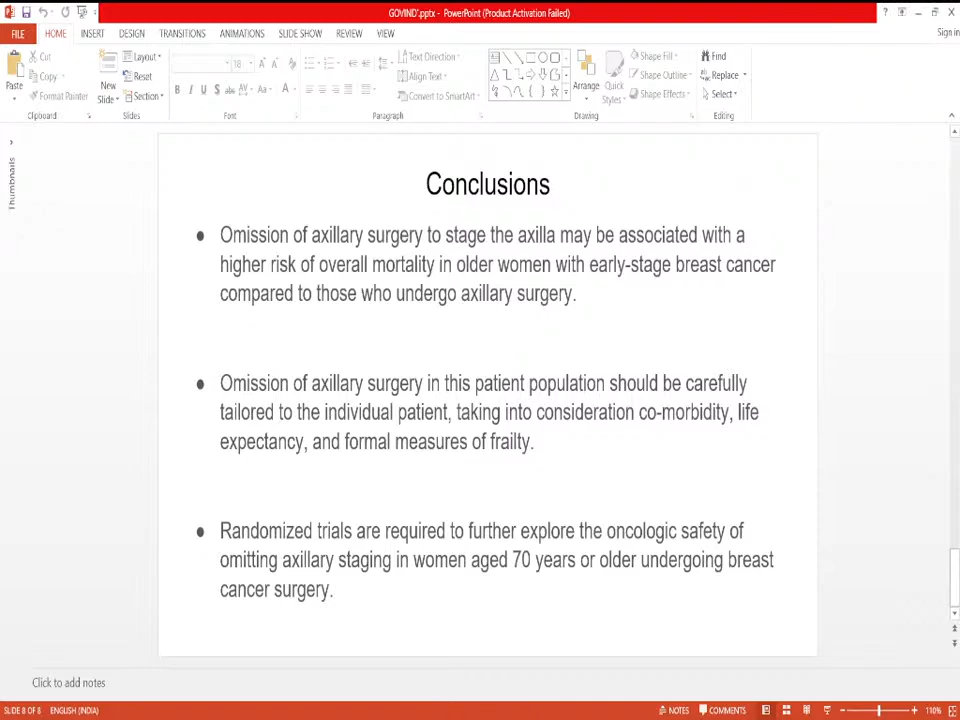 GOVIND'.pptx - PowerPoint (Product Activation Failed)
FILE HOME INSERT DESIGN TRANSITIONS ANIMATIONS SLIDE SHOW REVIEW VIEW Sign in
Paste
Cut
Copy
Format Painter
Clipboard
New Slide
Layout
Reset
Section
Slides
18
Font
Text Direction
Align Text
Convert to SmartArt
Paragraph
Arrange
Quick Styles
Shape Fill
Shape Outline
Shape Effects
Drawing
Find
Replace
Select
Editing
Thumbnails
Conclusions
● Omission of axillary surgery to stage the axilla may be associated with a
higher risk of overall mortality in older women with early-stage breast cancer
compared to those who undergo axillary surgery.
● Omission of axillary surgery in this patient population should be carefully
tailored to the individual patient, taking into consideration co-morbidity, life
expectancy, and formal measures of frailty.
● Randomized trials are required to further explore the oncologic safety of
omitting axillary staging in women aged 70 years or older undergoing breast
cancer surgery.
Click to add notes
SLIDE 8 OF 8 ENGLISH (INDIA) NOTES COMMENTS 110%